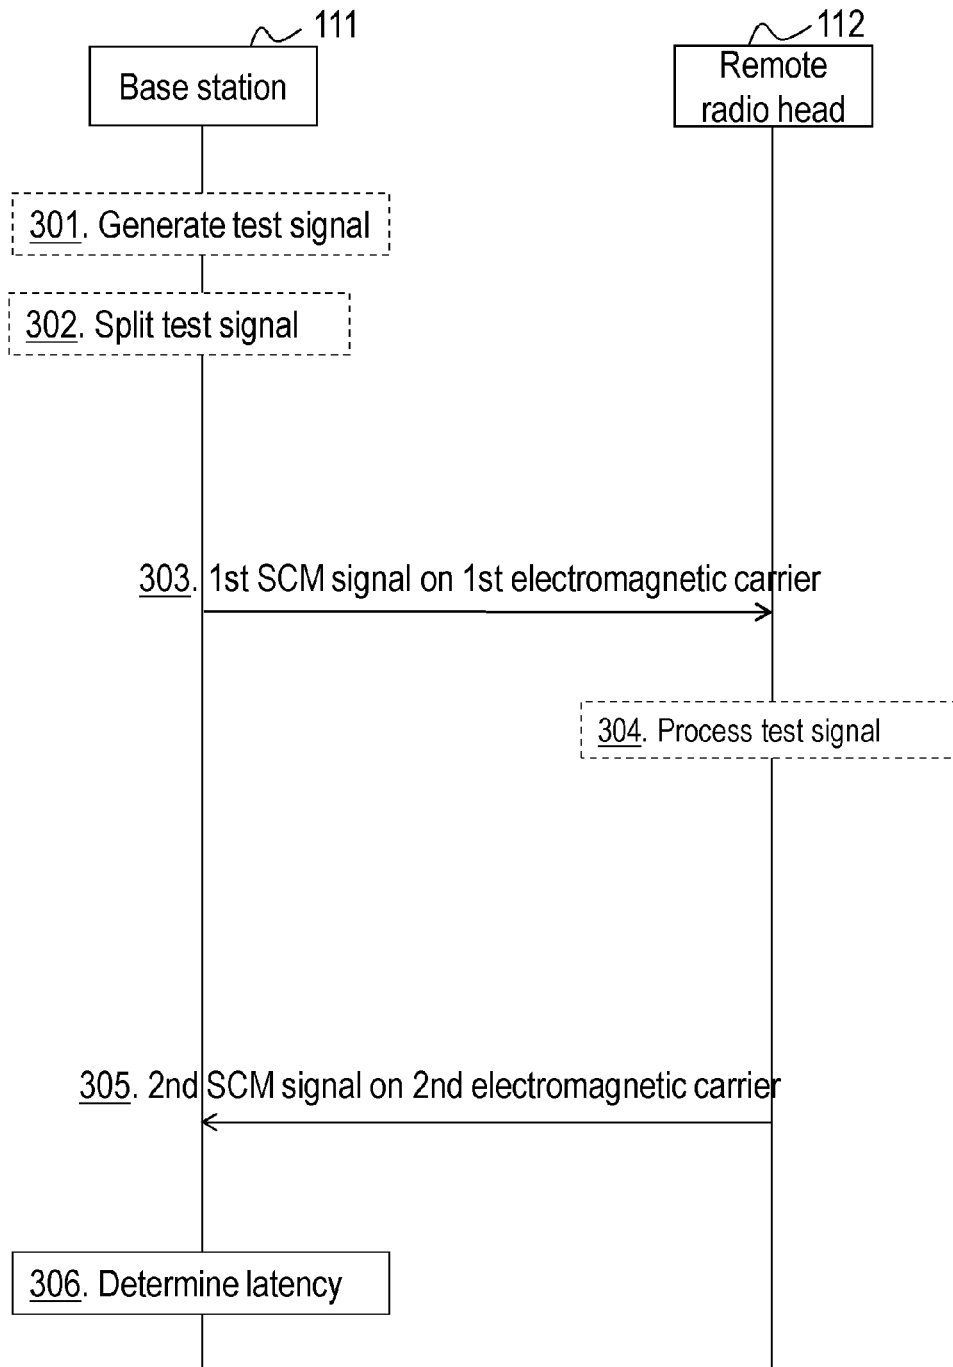 111
112
Base station
Remote
radio head
301. Generate test signal
302. Split test signal
303. 1st SCM signal on 1st electromagnetic carrier
304. Process test signal
305. 2nd SCM signal on 2nd electromagnetic carrier
306. Determine latency